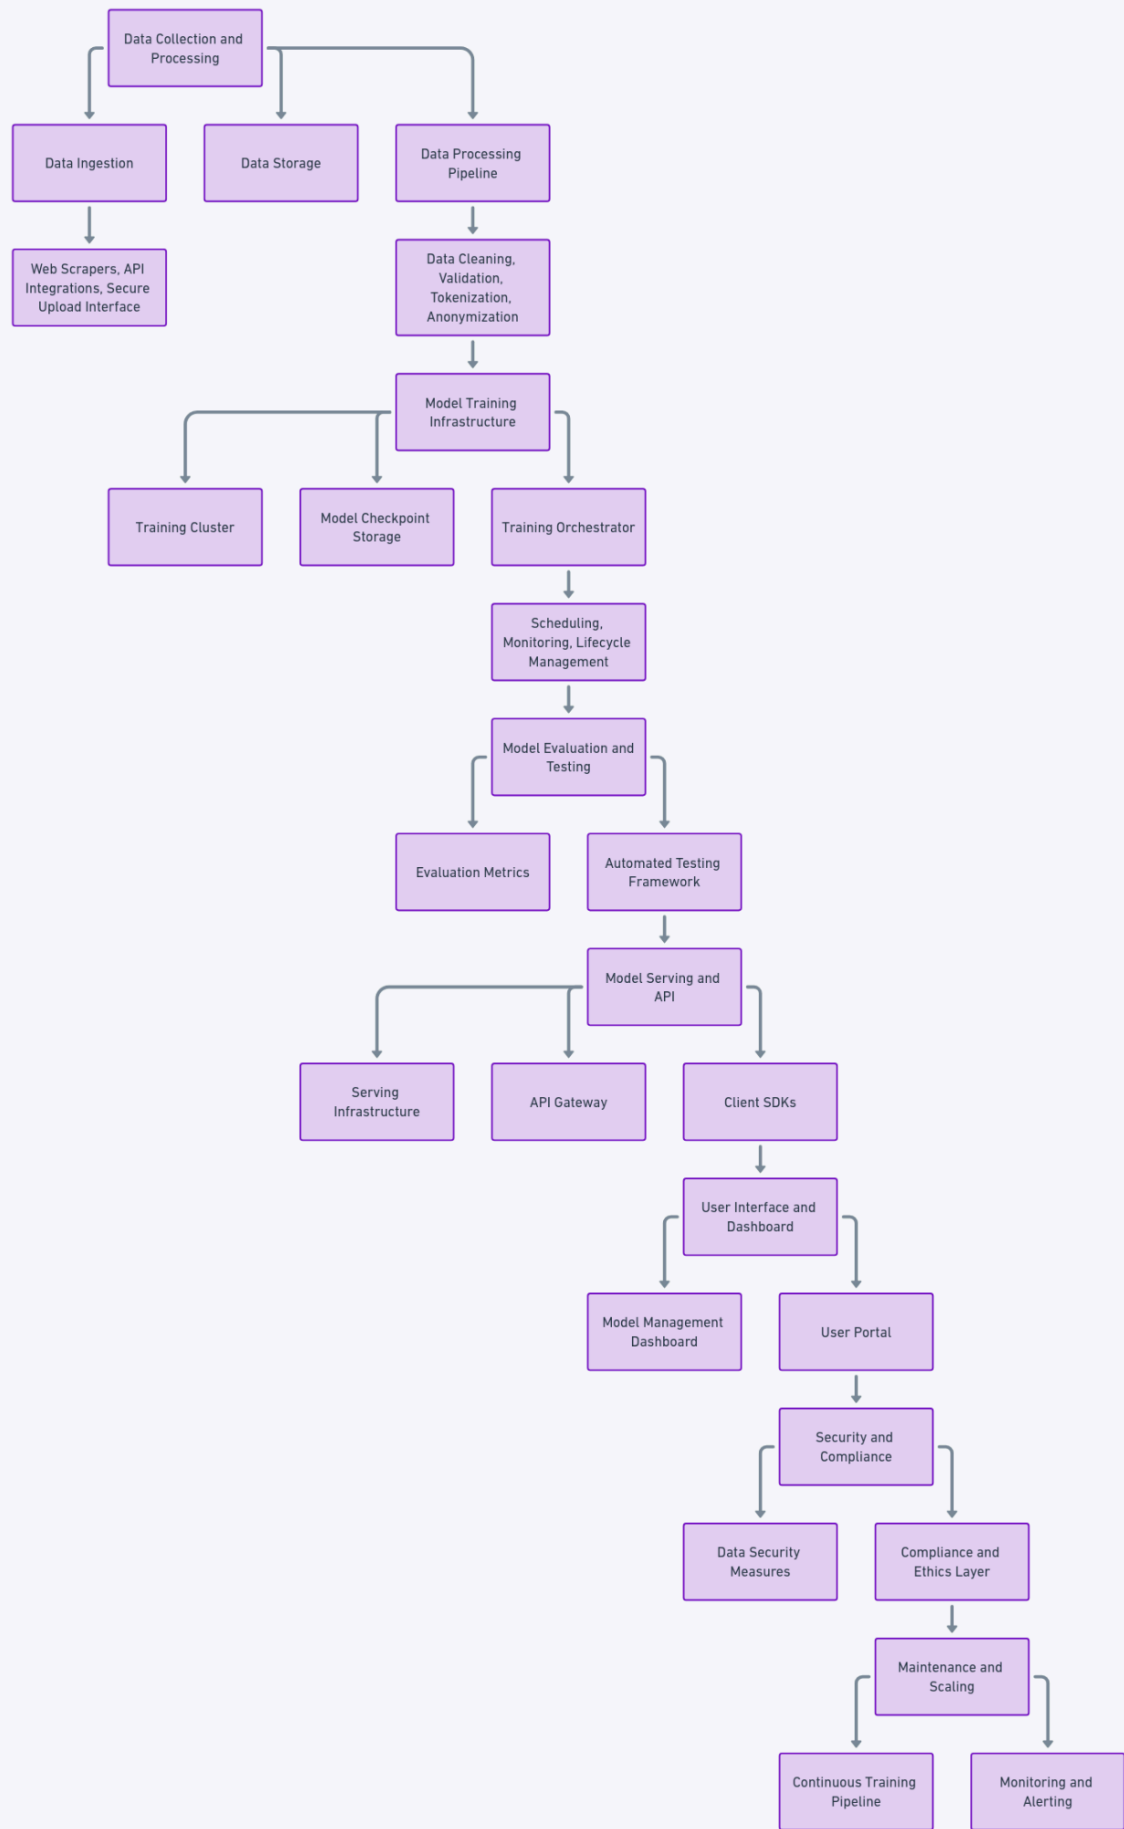 Data Collection and
Processing
Data Ingestion
Data Storage
Data Processing
Pipeline
Web Scrapers, API
Integrations, Secure
Upload Interface
Data Cleaning,
Validation,
Tokenization,
Anonymization
Model Training
Infrastructure
Training Cluster
Model Checkpoint
Storage
Training Orchestrator
Scheduling,
Monitoring, Lifecycle
Management
Model Evaluation and
Testing
Evaluation Metrics
Automated Testing
Framework
Model Serving and
API
Serving
Infrastructure
API Gateway
Client SDKs
User Interface and
Dashboard
Model Management
Dashboard
User Portal
Security and
Compliance
Data Security
Measures
Compliance and
Ethics Layer
Maintenance and
Scaling
Continuous Training
Pipeline
Monitoring and
Alerting